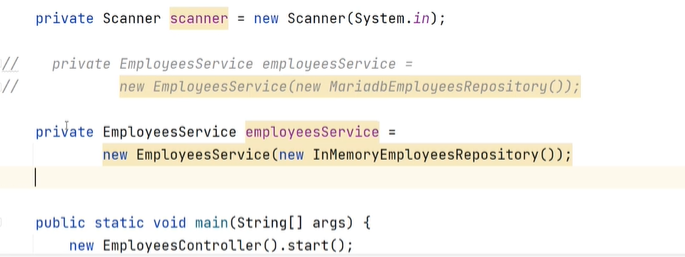 private Scanner scanner = new Scanner(System.in);
//    private EmployeesService employeesService =
//            new EmployeesService(new MariadbEmployeesRepository());
private EmployeesService employeesService =
        new EmployeesService(new InMemoryEmployeesRepository());
public static void main(String[] args) {
    new EmployeesController().start();